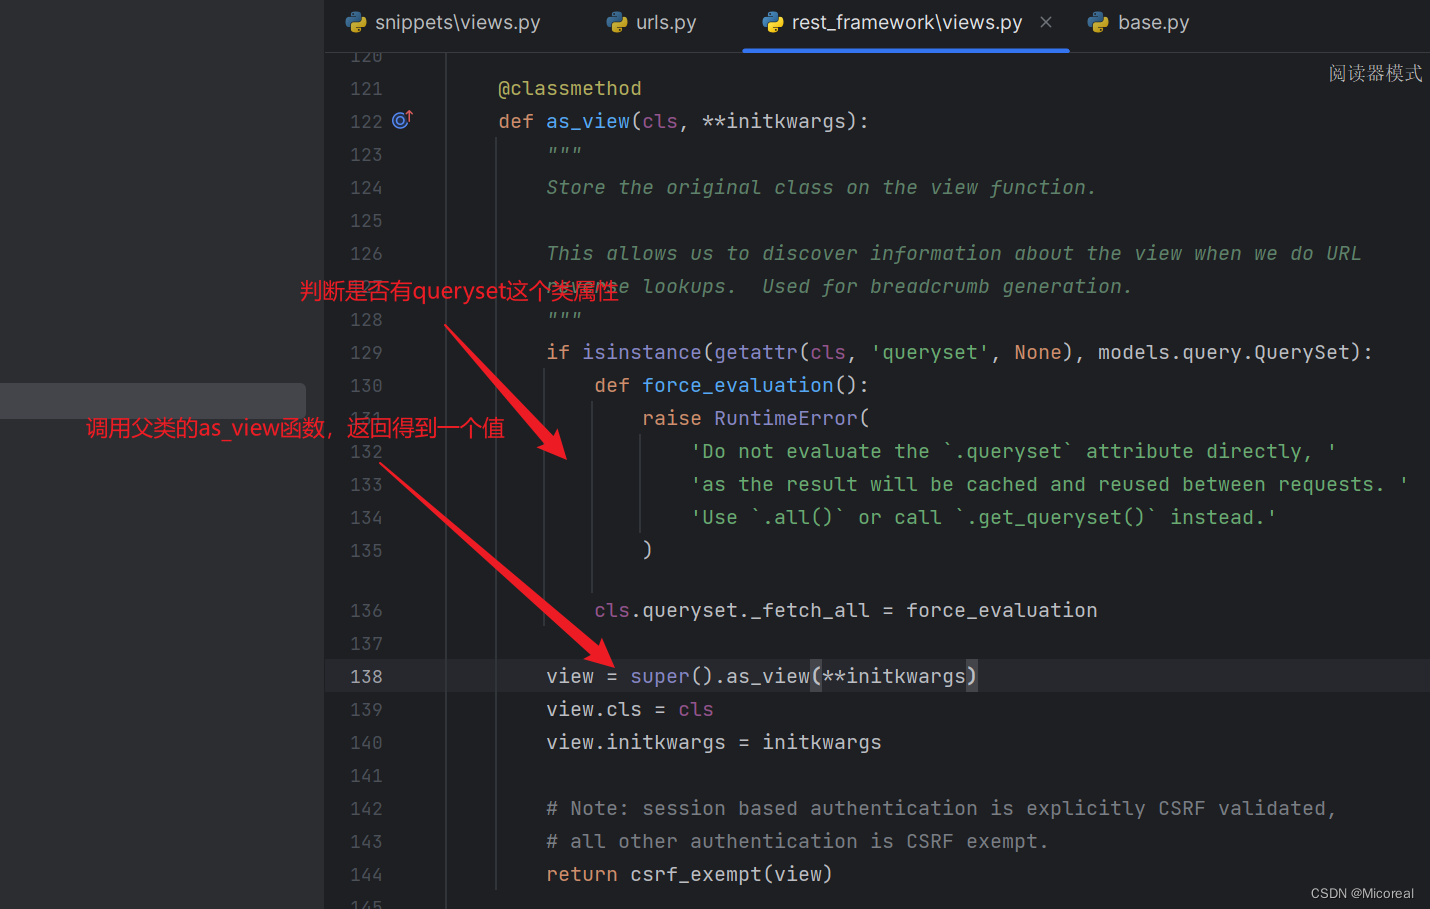 snippets\views.py urls.py rest_framework\views.py × base.py
120
阅读器模式
121 @classmethod
122 def as_view(cls, **initkwargs):
123 """
124 Store the original class on the view function.
125
126 This allows us to discover information about the view when we do URL
判断是否有queryset这个类属性
127 reverse lookups. Used for breadcrumb generation.
128 """
129 if isinstance(getattr(cls, 'queryset', None), models.query.QuerySet):
130 def force_evaluation():
131 raise RuntimeError(
调用父类的as_view函数，返回得到一个值
132 'Do not evaluate the `.queryset` attribute directly, '
133 'as the result will be cached and reused between requests. '
134 'Use `.all()` or call `.get_queryset()` instead.'
135 )
136 cls.queryset._fetch_all = force_evaluation
137
138 view = super().as_view(**initkwargs)
139 view.cls = cls
140 view.initkwargs = initkwargs
141
142 # Note: session based authentication is explicitly CSRF validated,
143 # all other authentication is CSRF exempt.
144 return csrf_exempt(view)
145
CSDN @Micoreal